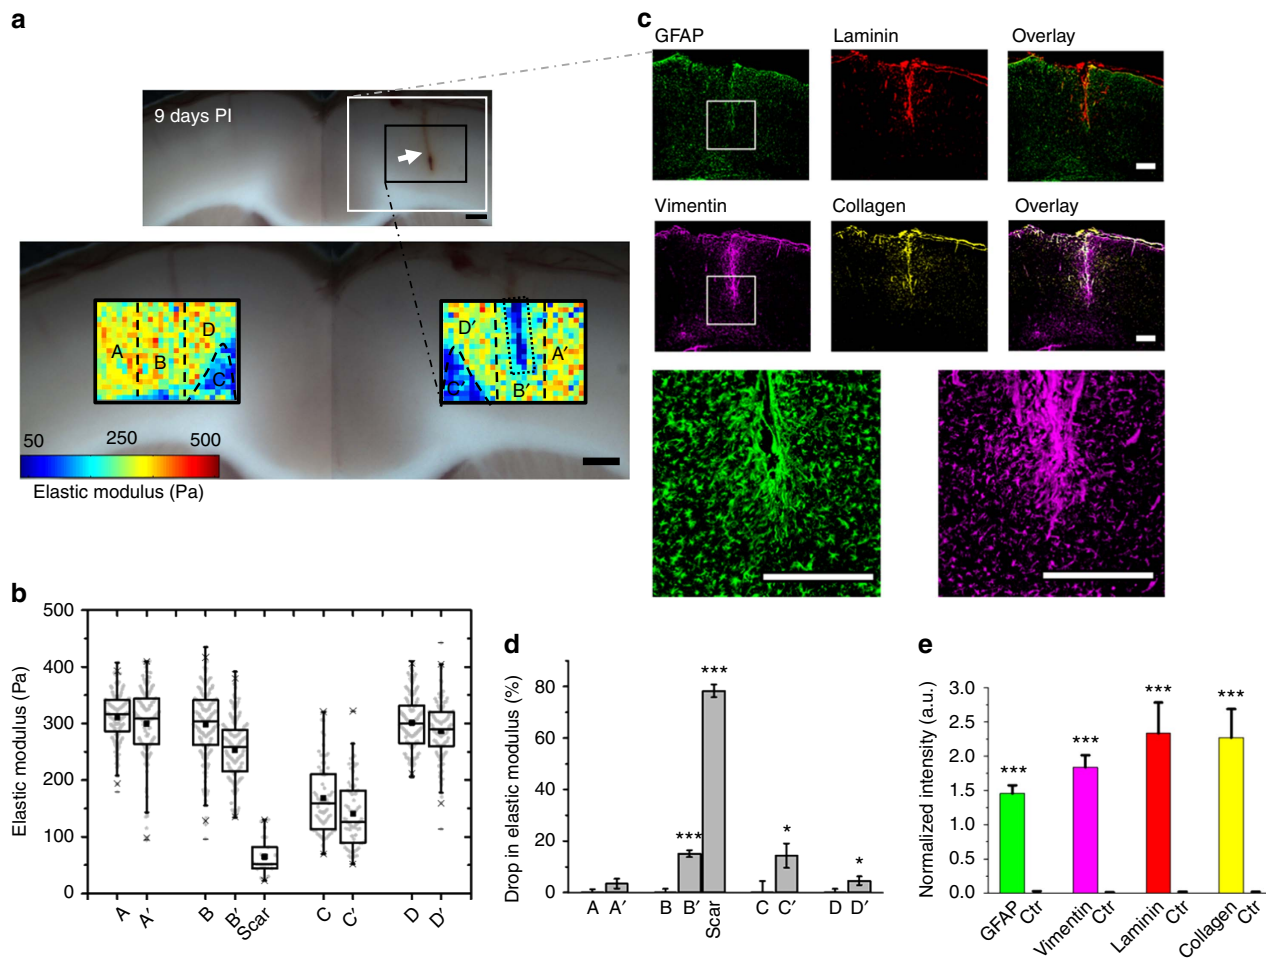 a
9 days PI
A
B
D
C
D′
C′
B′
A′
50 250 500
Elastic modulus (Pa)
c
GFAP Laminin Overlay
Vimentin Collagen Overlay
b
Elastic modulus (Pa)
500
400
300
200
100
0
A A′ B B′ Scar C C′ D D′
d
Drop in elastic modulus (%)
80
60
40
20
0
***
***
*
*
A A′ B B′ Scar C C′ D D′
e
Normalized intensity (a.u.)
3.0
2.5
2.0
1.5
1.0
0.5
0.0
***
***
***
***
GFAP Ctr Vimentin Ctr Laminin Ctr Collagen Ctr